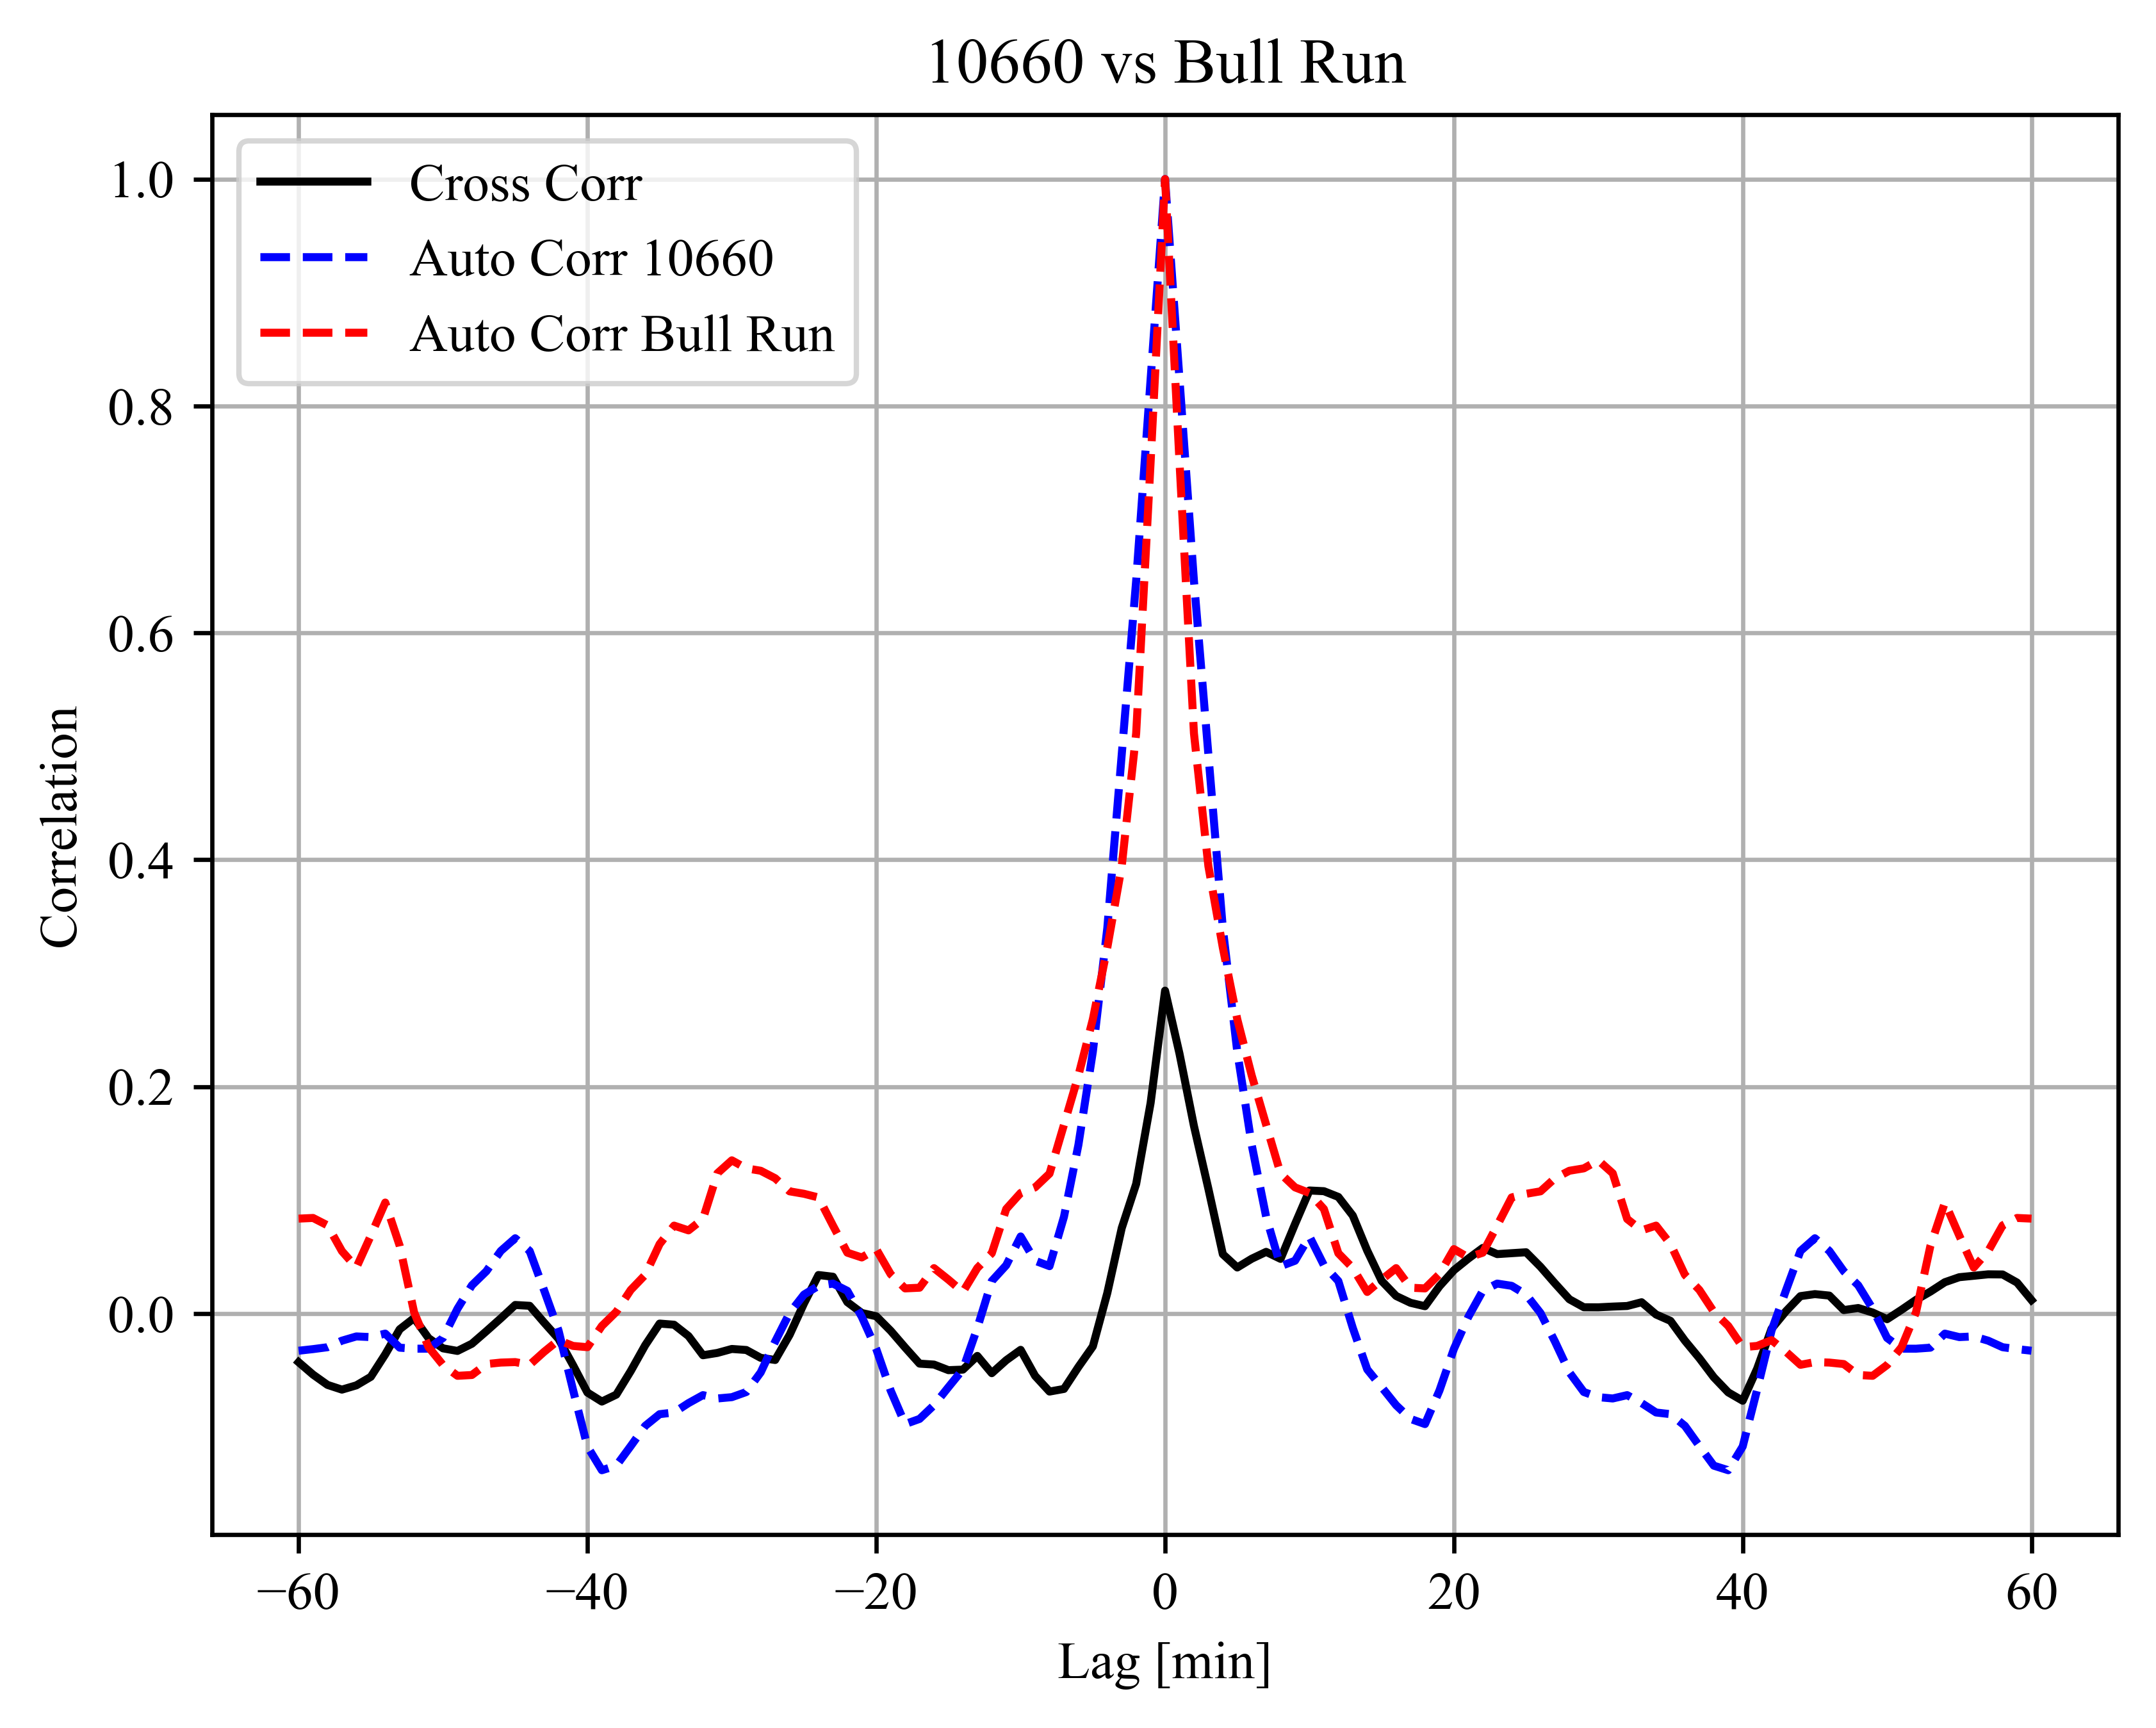 10660 vs Bull Run
Cross Corr
Auto Corr 10660
Auto Corr Bull Run
1.0
0.8
0.6
0.4
0.2
0.0
Correlation
−60 −40 −20 0 20 40 60
Lag [min]